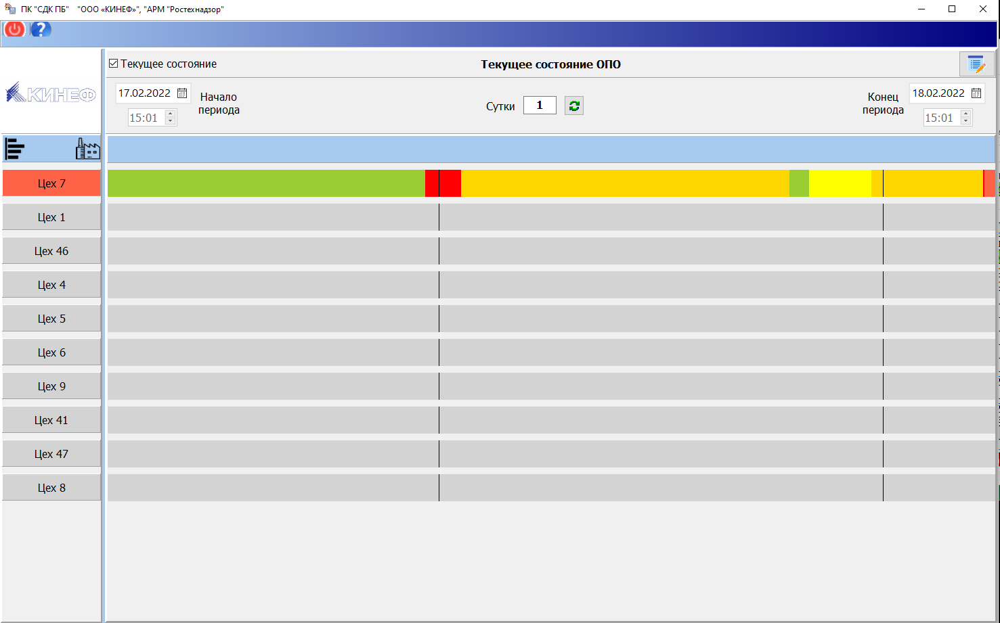 ПК "СДК ПБ" "ООО «КИНЕФ»", "АРМ "Ростехнадзор"
КИНЕФ
Текущее состояние
Текущее состояние ОПО
17.02.2022
15:01
Начало
периода
Сутки 1
Конец
периода
18.02.2022
15:01
Цех 7
Цех 1
Цех 46
Цех 4
Цех 5
Цех 6
Цех 9
Цех 41
Цех 47
Цех 8